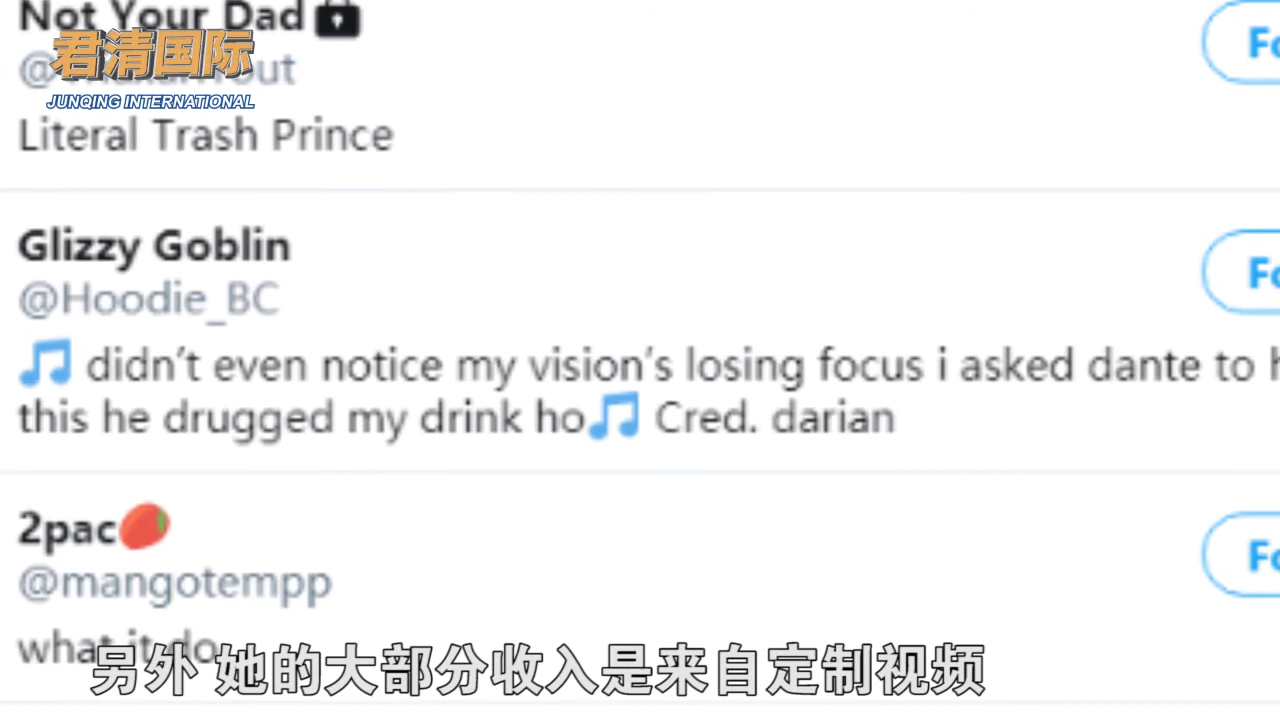 Not Your Dad
君清国际
JUNQING INTERNATIONAL
Literal Trash Prince
Glizzy Goblin
@Hoodie_BC
didn’t even notice my vision’s losing focus i asked dante to
this he drugged my drink ho Cred. darian
2pac
@mangotempp
what it do
另外 她的大部分收入是来自定制视频